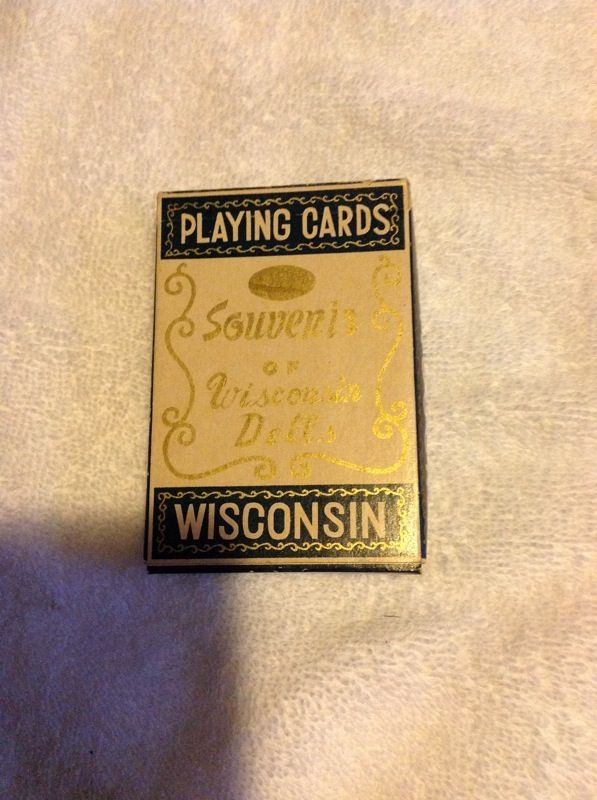 PLAYING CARDS
Souvenir
OF
Wisconsin
Dells
WISCONSIN